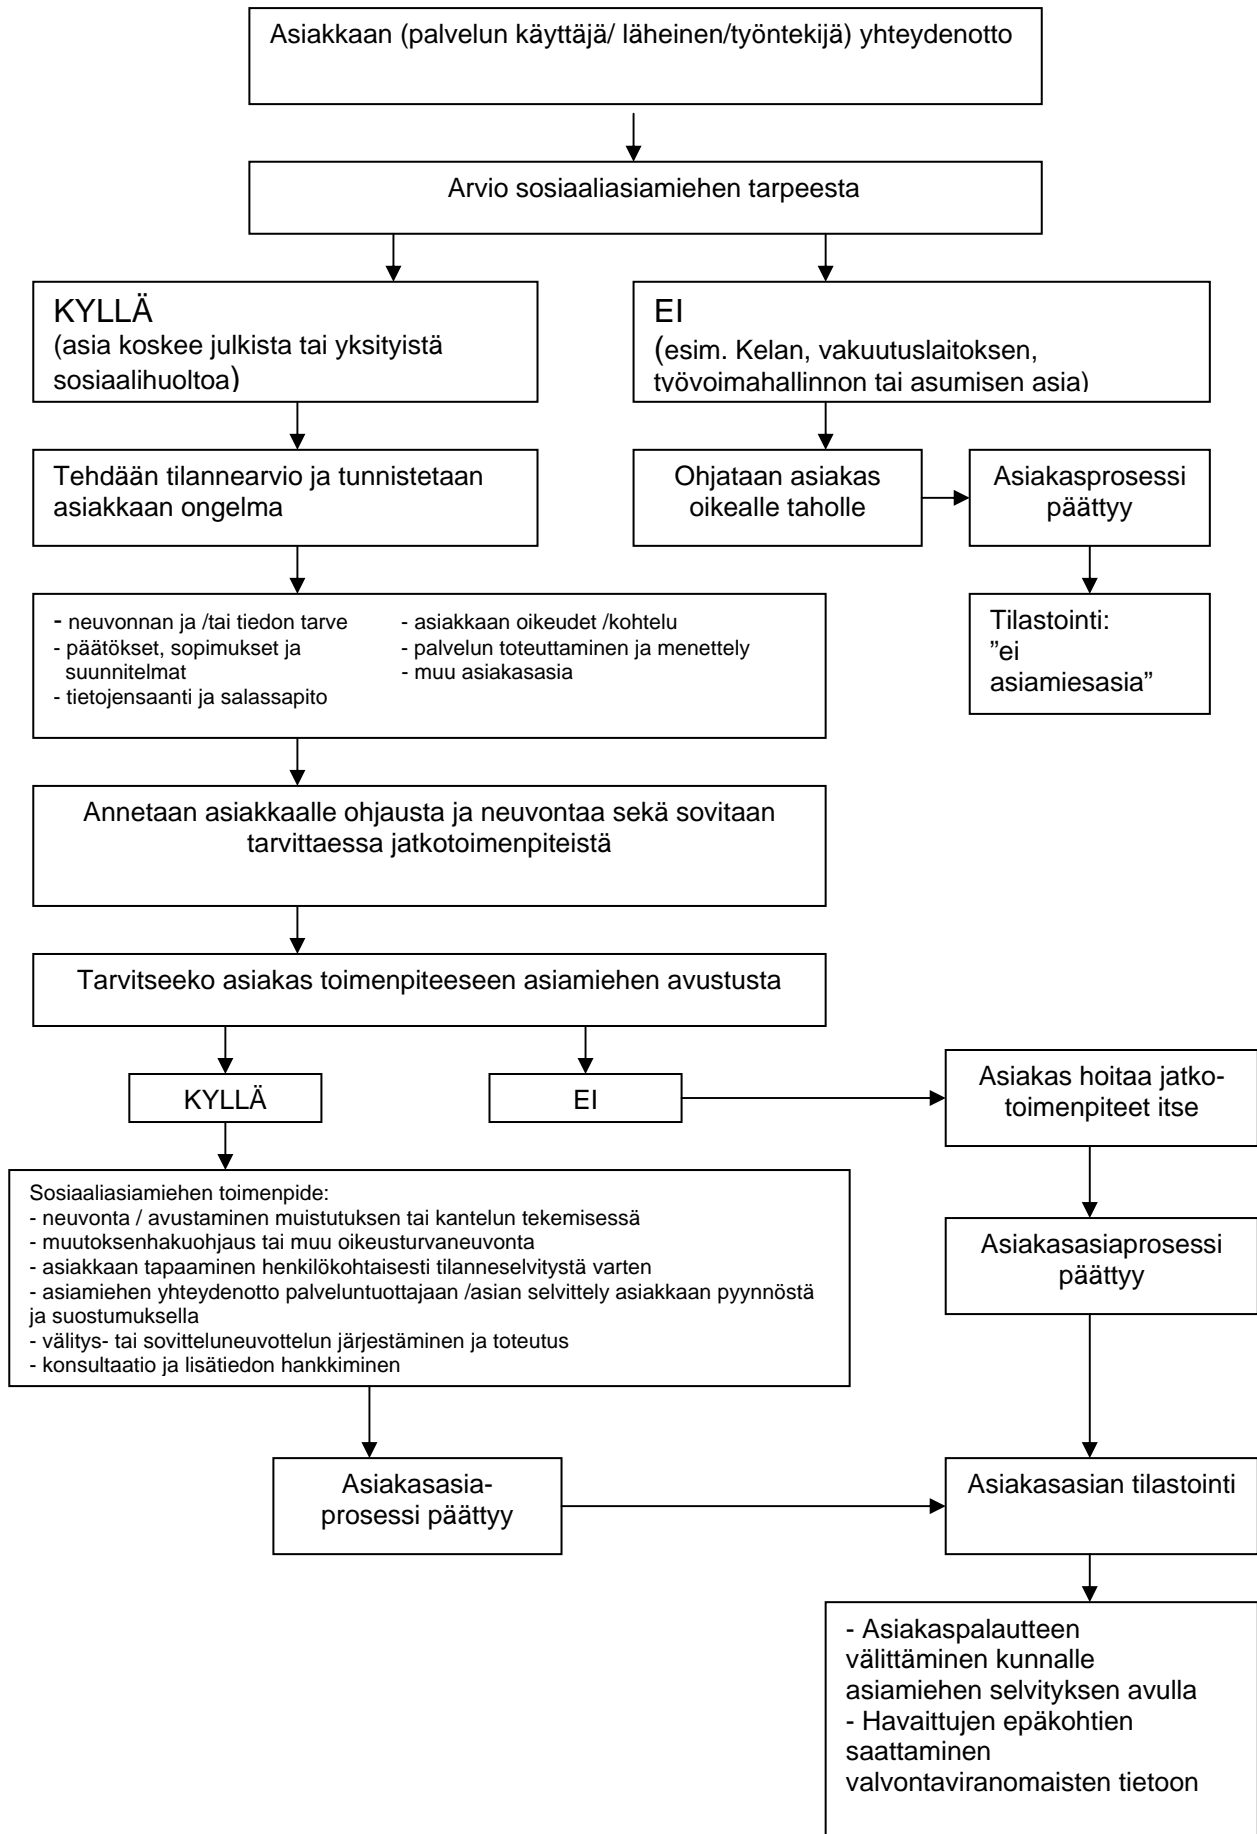 Asiakkaan (palvelun käyttäjä/ läheinen/työntekijä) yhteydenotto
Arvio sosiaaliasiamiehen tarpeesta
KYLLÄ
(asia koskee julkista tai yksityistä
sosiaalihuoltoa)
EI
(esim. Kelan, vakuutuslaitoksen,
työvoimahallinnon tai asumisen asia)
Tehdään tilannearvio ja tunnistetaan
asiakkaan ongelma
Ohjataan asiakas
oikealle taholle
Asiakasprosessi
päättyy
- neuvonnan ja /tai tiedon tarve
- päätökset, sopimukset ja
suunnitelmat
- tietojensaanti ja salassapito
- asiakkaan oikeudet /kohtelu
- palvelun toteuttaminen ja menettely
- muu asiakasasia
Tilastointi:
”ei
asiamiesasia”
Annetaan asiakkaalle ohjausta ja neuvontaa sekä sovitaan
tarvittaessa jatkotoimenpiteistä
Tarvitseeko asiakas toimenpiteeseen asiamiehen avustusta
KYLLÄ
EI
Asiakas hoitaa jatko-
toimenpiteet itse
Sosiaaliasiamiehen toimenpide:
- neuvonta / avustaminen muistutuksen tai kantelun tekemisessä
- muutoksenhakuohjaus tai muu oikeusturvaneuvonta
- asiakkaan tapaaminen henkilökohtaisesti tilanneselvitystä varten
- asiamiehen yhteydenotto palveluntuottajaan /asian selvittely asiakkaan pyynnöstä
ja suostumuksella
- välitys- tai sovitteluneuvottelun järjestäminen ja toteutus
- konsultaatio ja lisätiedon hankkiminen
Asiakasasiaprosessi
päättyy
Asiakasasia-
prosessi päättyy
Asiakasasian tilastointi
- Asiakaspalautteen
välittäminen kunnalle
asiamiehen selvityksen avulla
- Havaittujen epäkohtien
saattaminen
valvontaviranomaisten tietoon